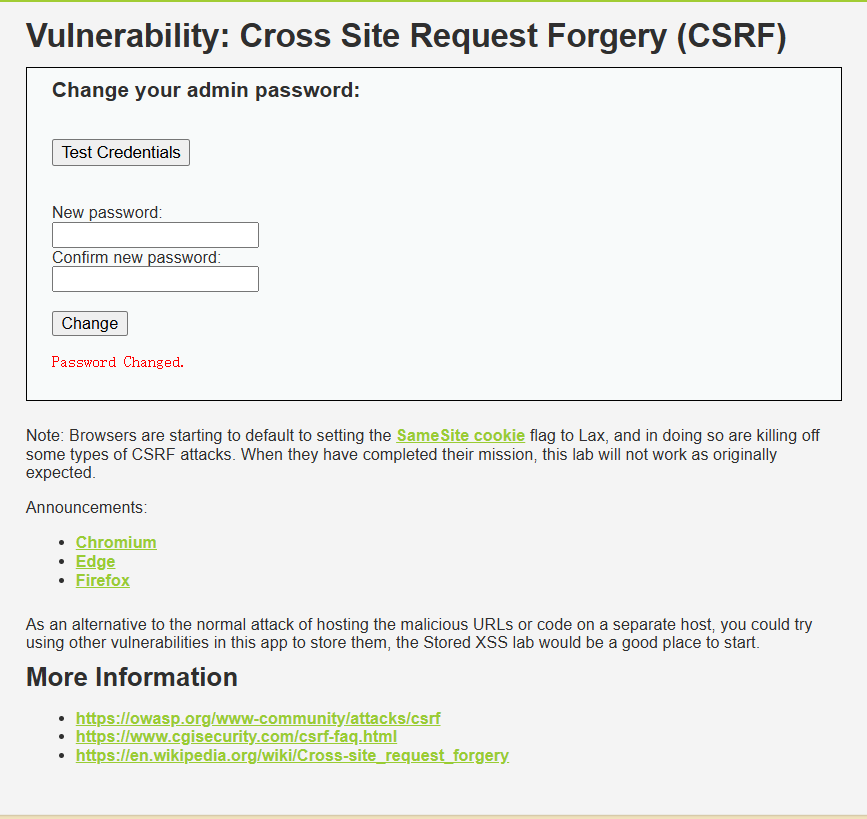 Vulnerability: Cross Site Request Forgery (CSRF)
Change your admin password:
Test Credentials
New password:
Confirm new password:
Change
Password Changed.
Note: Browsers are starting to default to setting the SameSite cookie flag to Lax, and in doing so are killing off
some types of CSRF attacks. When they have completed their mission, this lab will not work as originally
expected.
Announcements:
Chromium
Edge
Firefox
As an alternative to the normal attack of hosting the malicious URLs or code on a separate host, you could try
using other vulnerabilities in this app to store them, the Stored XSS lab would be a good place to start.
More Information
https://owasp.org/www-community/attacks/csrf
https://www.cgisecurity.com/csrf-faq.html
https://en.wikipedia.org/wiki/Cross-site_request_forgery